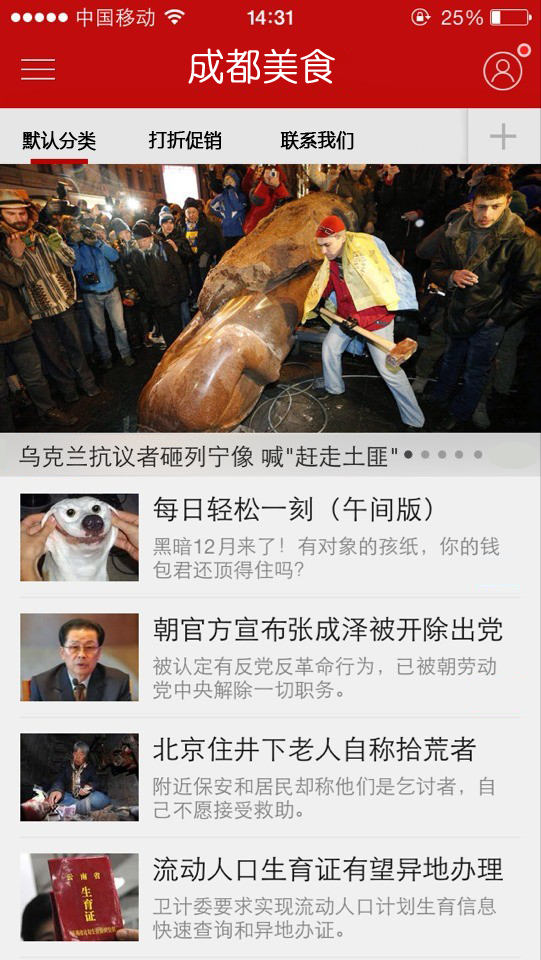 中国移动 14:31 25%
成都美食
默认分类 打折促销 联系我们
乌克兰抗议者砸列宁像 喊"赶走土匪"
每日轻松一刻（午间版）
黑暗12月来了！有对象的孩纸，你的钱
包君还顶得住吗？
朝官方宣布张成泽被开除出党
被认定有反党反革命行为，已被朝劳动
党中央解除一切职务。
北京住井下老人自称拾荒者
附近保安和居民却称他们是乞讨者，自
己不愿接受救助。
流动人口生育证有望异地办理
云南省
生育证
卫计委要求实现流动人口计划生育信息
快速查询和异地办证。